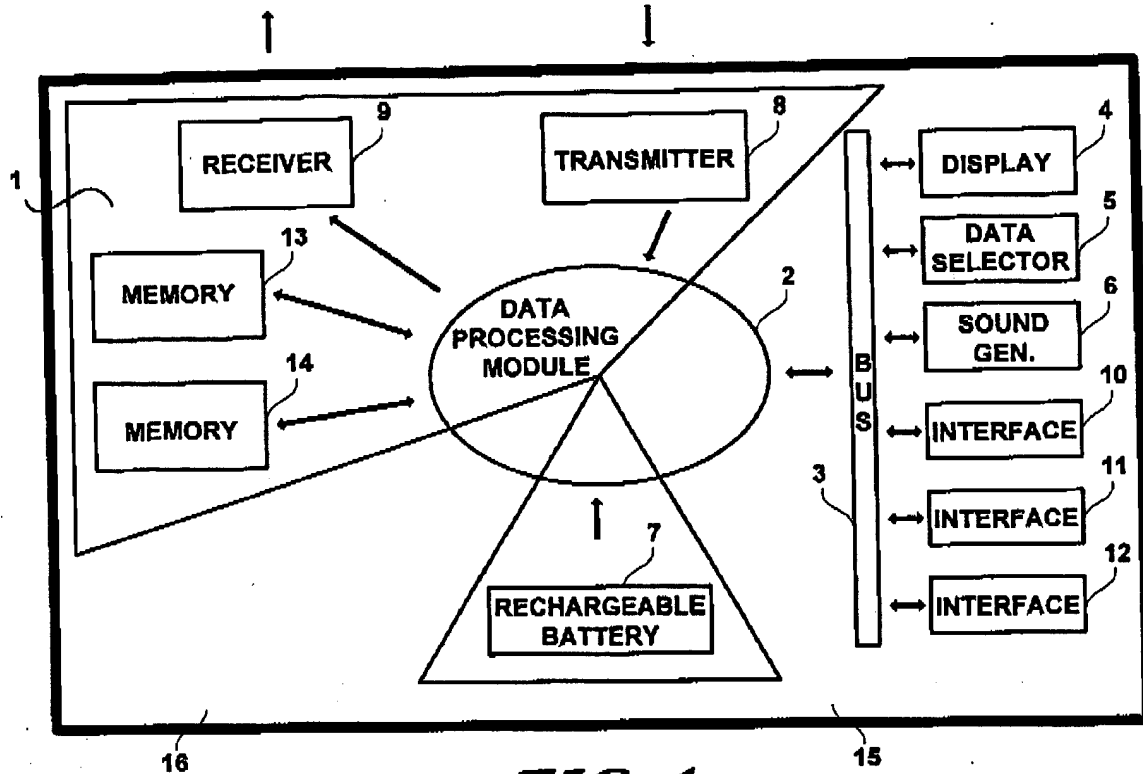 9
8
4
RECEIVER
TRANSMITTER
DISPLAY
1
5
DATA
SELECTOR
13
2
6
MEMORY
DATA
PROCESSING
MODULE
SOUND
GEN.
14
BUS
10
MEMORY
INTERFACE
3
11
INTERFACE
7
12
RECHARGEABLE
BATTERY
INTERFACE
16
15